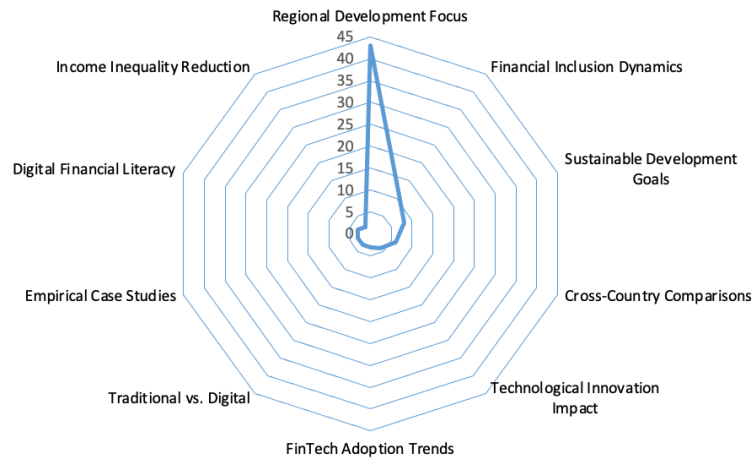 Regional Development Focus
45
40
35
30
25
20
15
10
5
0
Financial Inclusion Dynamics
Sustainable Development
Goals
Cross-Country Comparisons
Technological Innovation
Impact
FinTech Adoption Trends
Traditional vs. Digital
Empirical Case Studies
Digital Financial Literacy
Income Inequality Reduction